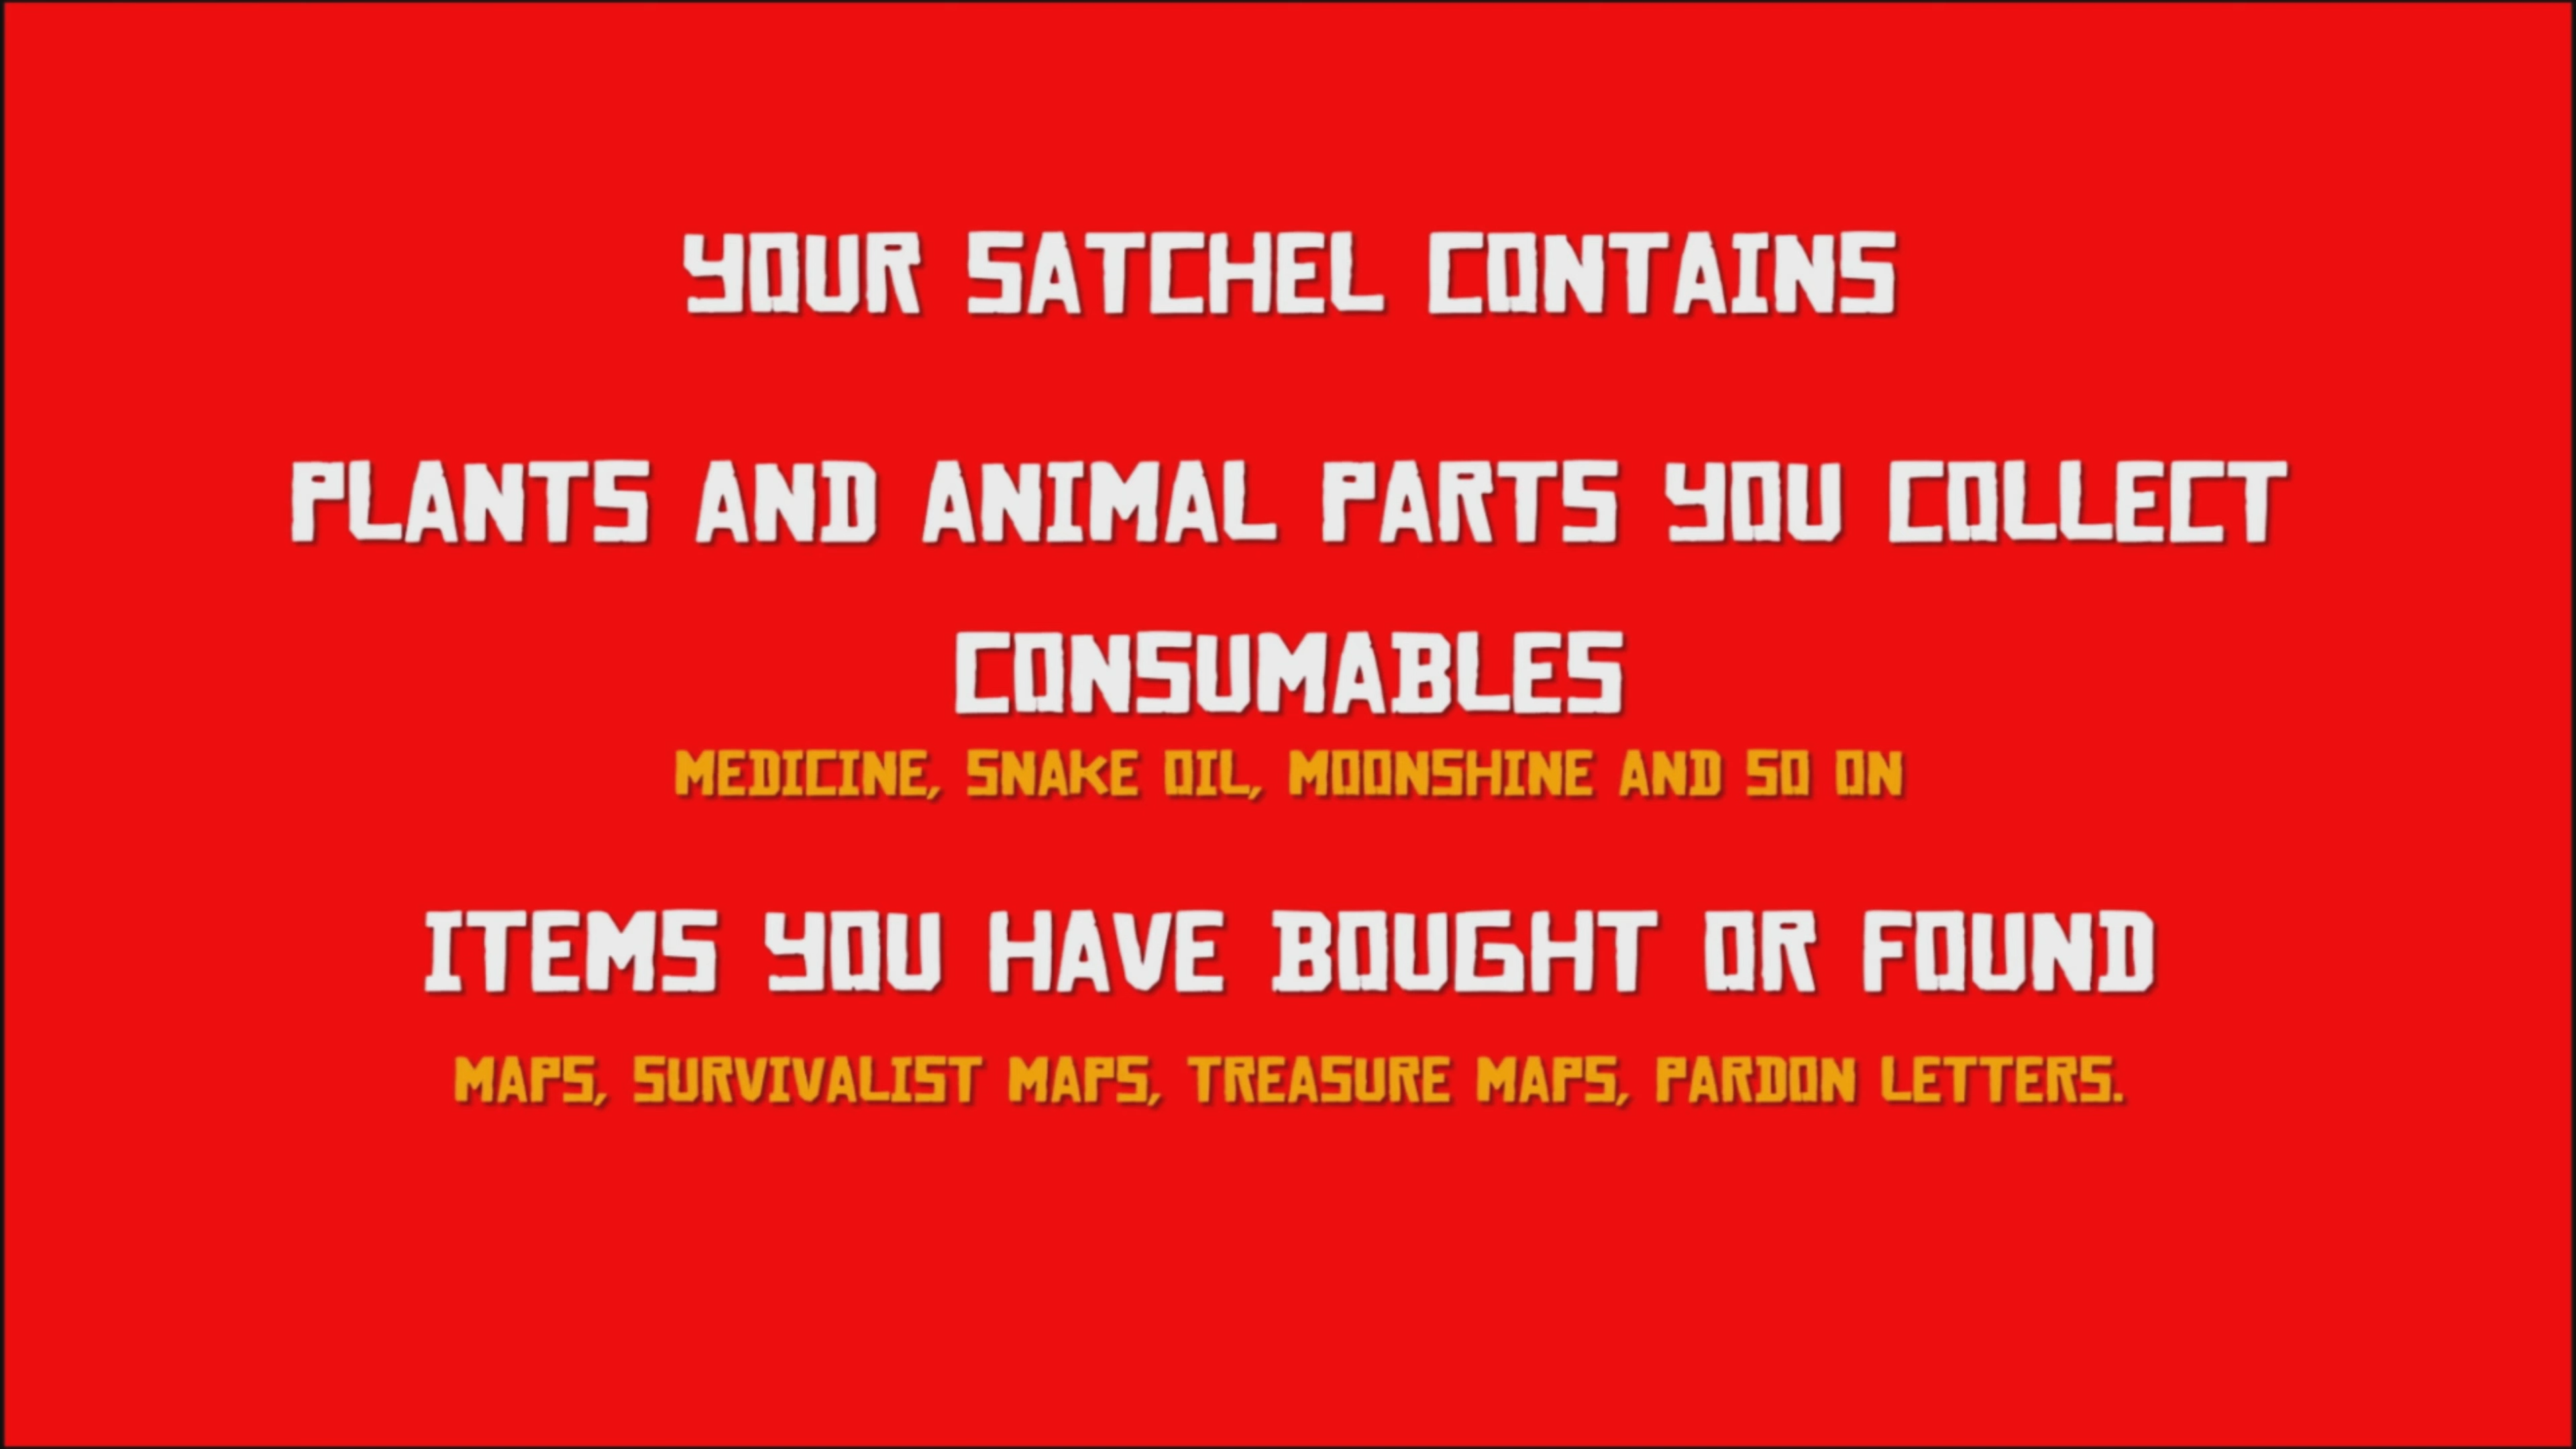 YOUR SATCHEL CONTAINS
PLANTS AND ANIMAL PARTS YOU COLLECT
CONSUMABLES
MEDICINE, SNAKE OIL, MOONSHINE AND SO ON
ITEMS YOU HAVE BOUGHT OR FOUND
MAPS, SURVIVALIST MAPS, TREASURE MAPS, PARDON LETTERS.